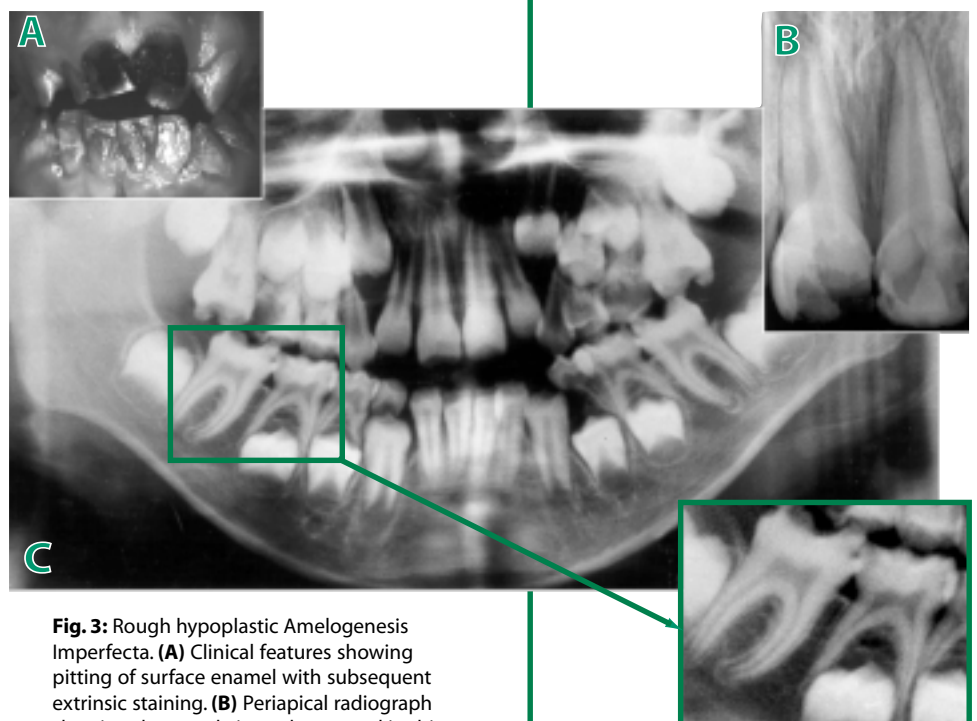 A
B
C
Fig. 3: Rough hypoplastic Amelogenesis
Imperfecta. (A) Clinical features showing
pitting of surface enamel with subsequent
extrinsic staining. (B) Periapical radiograph